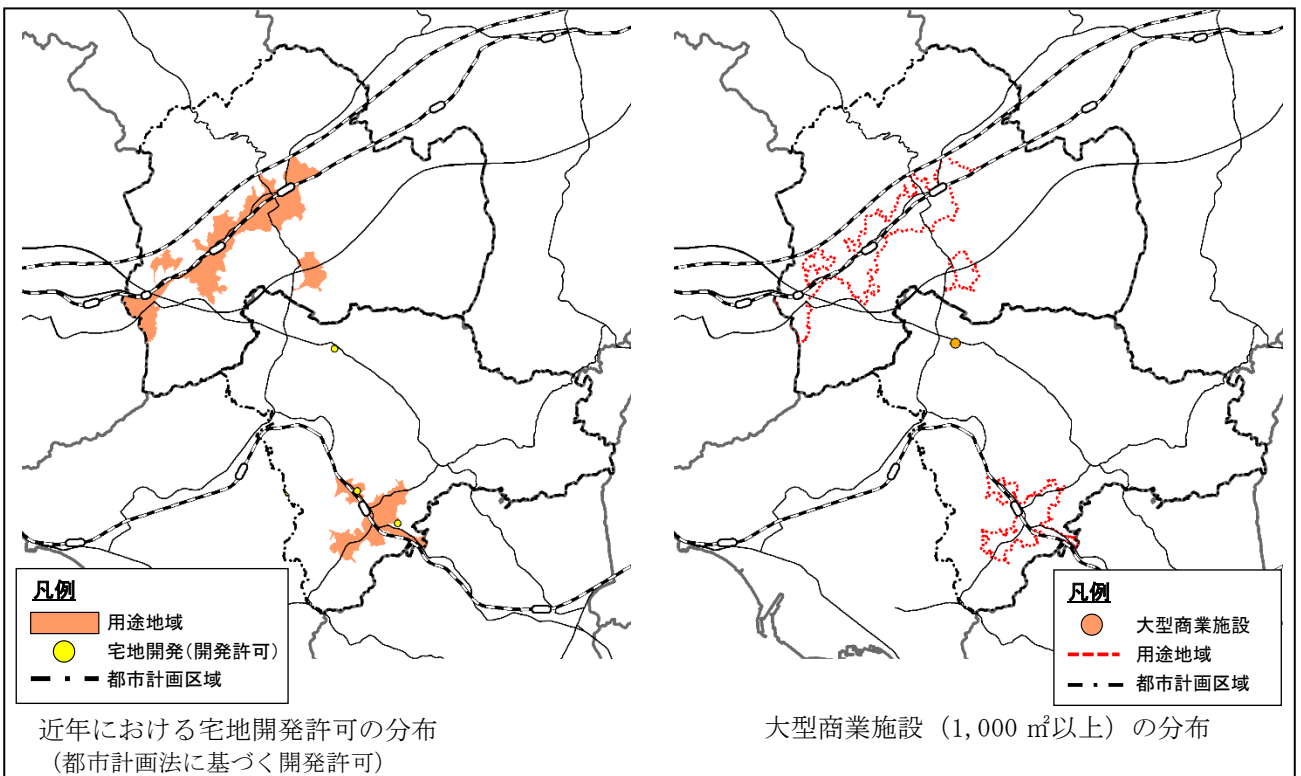 凡例
用途地域
宅地開発(開発許可)
都市計画区域
近年における宅地開発許可の分布
(都市計画法に基づく開発許可)
凡例
大型商業施設
用途地域
都市計画区域
大型商業施設（1,000 ㎡以上）の分布